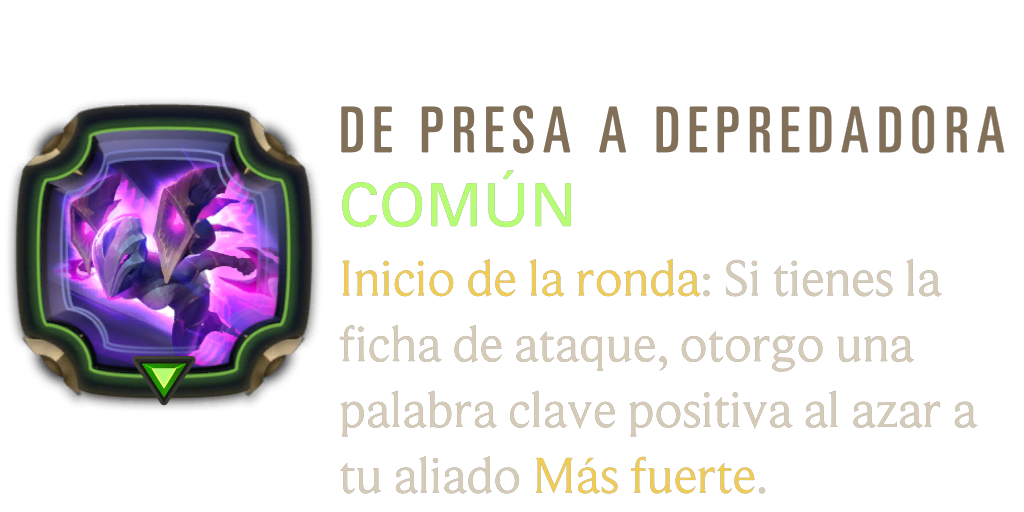 DE PRESA A DEPREDADORA
COMÚN
Inicio de la ronda: Si tienes la
ficha de ataque, otorgo una
palabra clave positiva al azar a
tu aliado Más fuerte.